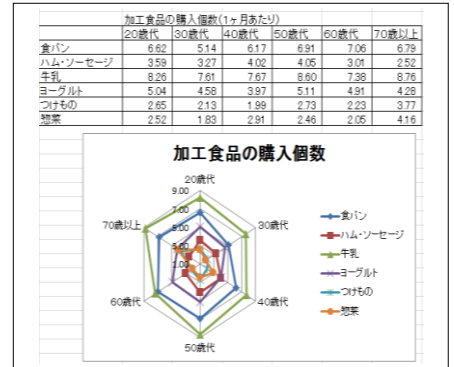 加工食品の購入個数(1ヶ月あたり)
20歳代 30歳代 40歳代 50歳代 60歳代 70歳以上
食パン 6.62 5.14 6.17 6.91 7.06 6.79
ハム・ソーセージ 3.59 3.27 4.02 4.05 3.01 2.52
牛乳 8.26 7.61 7.67 8.60 7.38 8.76
ヨーグルト 5.04 4.58 3.97 5.11 4.91 4.28
つけもの 2.65 2.13 1.99 2.73 2.23 3.77
惣菜 2.52 1.83 2.91 2.46 2.05 4.16
加工食品の購入個数
20歳代
9.00
7.00
5.00
3.00
1.00
30歳代
40歳代
50歳代
60歳代
70歳以上
食パン
ハム・ソーセージ
牛乳
ヨーグルト
つけもの
惣菜